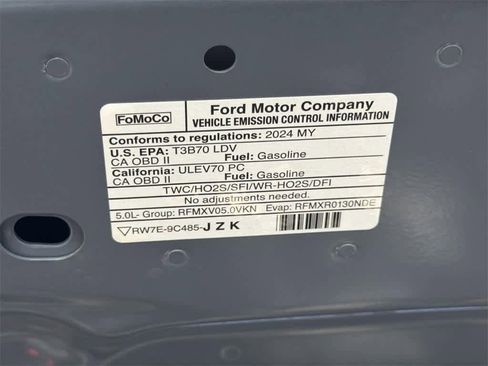 FoMoCo
Ford Motor Company
VEHICLE EMISSION CONTROL INFORMATION
Conforms to regulations: 2024 MY
U.S. EPA: T3B70 LDV
CA OBD II Fuel: Gasoline
California: ULEV70 PC
CA OBD II Fuel: Gasoline
TWC/HO2S/SFI/WR-HO2S/DFI
No adjustments needed.
5.0L- Group: RFMXV05.0VKN Evap: RFMXR0130NDE
RW7E-9C485-JZK